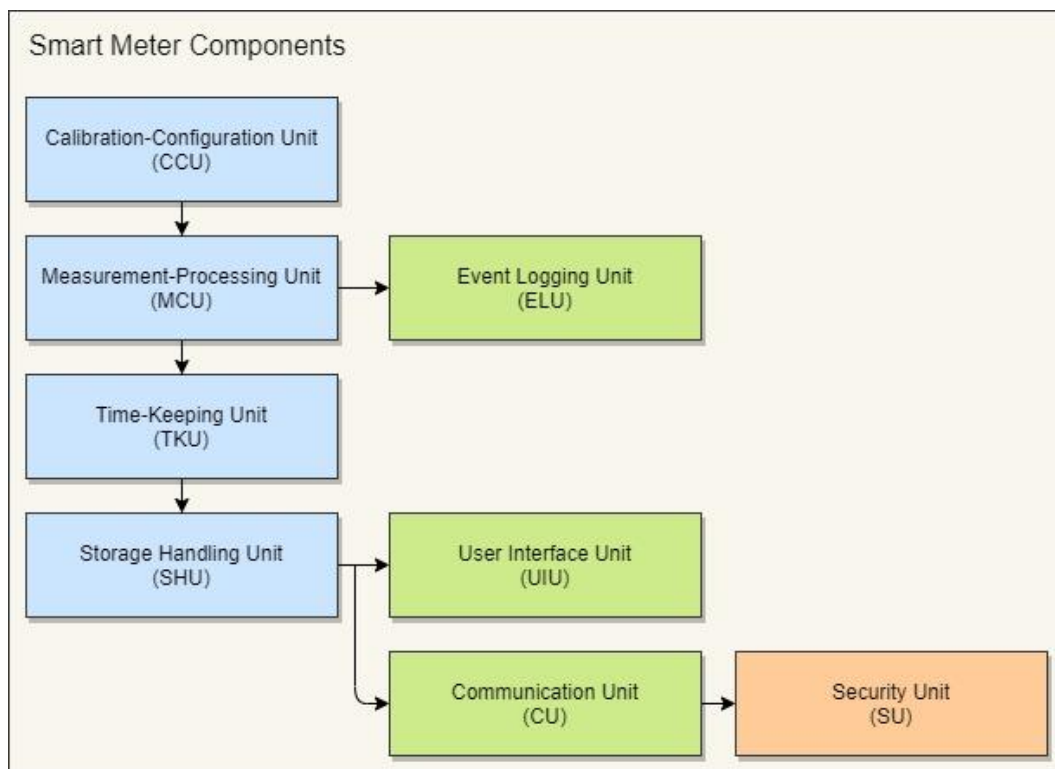 Smart Meter Components
Calibration-Configuration Unit
(CCU)
Measurement-Processing Unit
(MCU)
Event Logging Unit
(ELU)
Time-Keeping Unit
(TKU)
Storage Handling Unit
(SHU)
User Interface Unit
(UIU)
Communication Unit
(CU)
Security Unit
(SU)